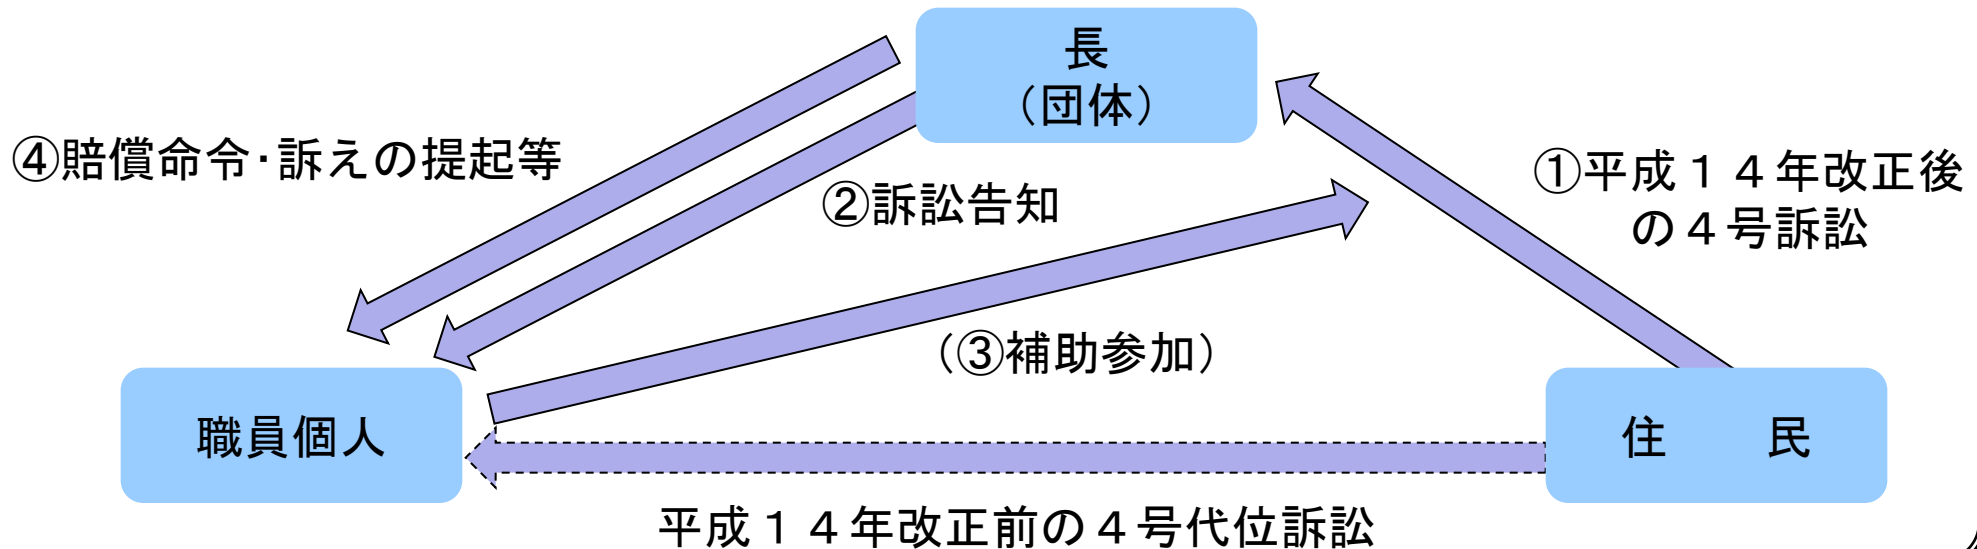 長
（団体）
④賠償命令･訴えの提起等
①平成１４年改正後
の４号訴訟
②訴訟告知
（③補助参加）
職員個人
住　　民
平成１４年改正前の４号代位訴訟